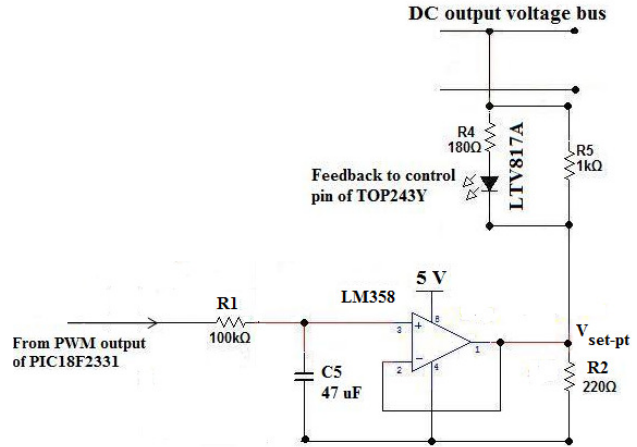 DC output voltage bus
R4
180Ω
LTV817A
R5
1kΩ
Feedback to control
pin of TOP243Y
5 V
LM358
R1
100kΩ
From PWM output
of PIC18F2331
C5
47 uF
3
+
8
2
-
4
1
V
set-pt
R2
220Ω